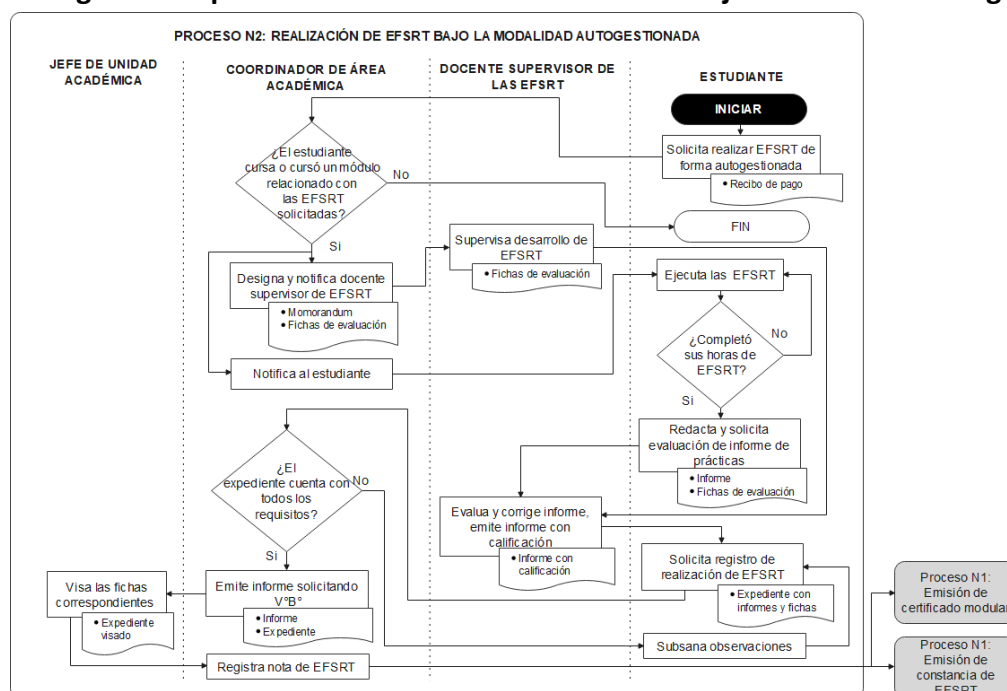 PROCESO N2: REALIZACIÓN DE EFSRT BAJO LA MODALIDAD AUTOGESTIONADA
JEFE DE UNIDAD
ACADÉMICA
COORDINADOR DE ÁREA
ACADÉMICA
DOCENTE SUPERVISOR DE
LAS EFSRT
ESTUDIANTE
INICIAR
Solicita realizar EFSRT de
forma autogestionada
• Recibo de pago
FIN
¿El estudiante
cursa o cursó un módulo
relacionado con
las EFSRT
solicitadas?
No
Si
Designa y notifica docente
supervisor de EFSRT
• Momorandum
• Fichas de evaluación
Supervisa desarrollo de
EFSRT
• Fichas de evaluación
Ejecuta las EFSRT
Notifica al estudiante
¿Completó
sus horas de
EFSRT?
No
Si
Redacta y solicita
evaluación de informe de
prácticas
• Informe
• Fichas de evaluación
¿El
expediente cuenta con
todos los
requisitos?
No
Si
Evalua y corrige informe,
emite informe con
calificación
• Informe con
calificación
Solicita registro de
realización de EFSRT
• Expediente con
informes y fichas
Visa las fichas
correspondientes
• Expediente
visado
Emite informe solicitando
V°B°
• Informe
• Expediente
Subsana observaciones
Registra nota de EFSRT
Proceso N1:
Emisión de
certificado modular
Proceso N1:
Emisión de
constancia de
EFSRT